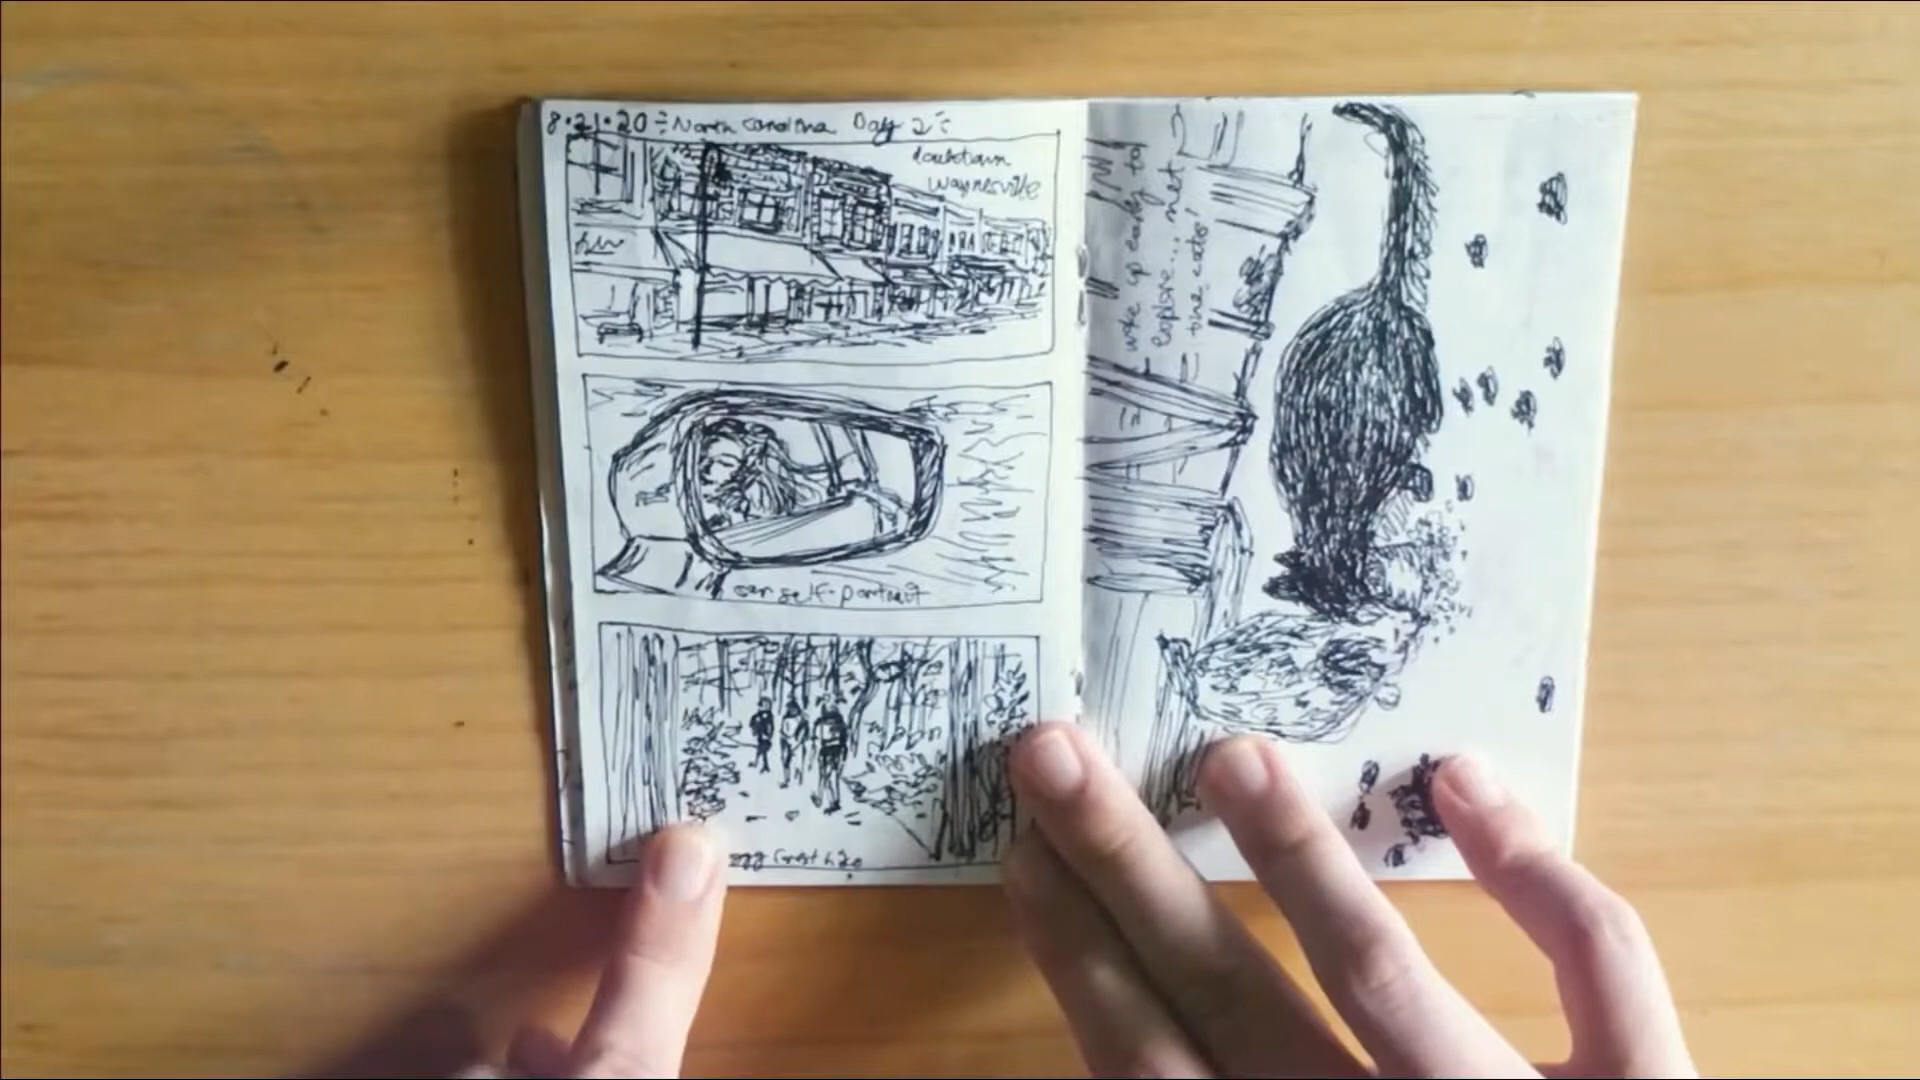 8.21.20 : North Carolina Day 2 :
downtown
waynesville
car self-portrait
forest hike
woke up early to
explore... met
the cats!